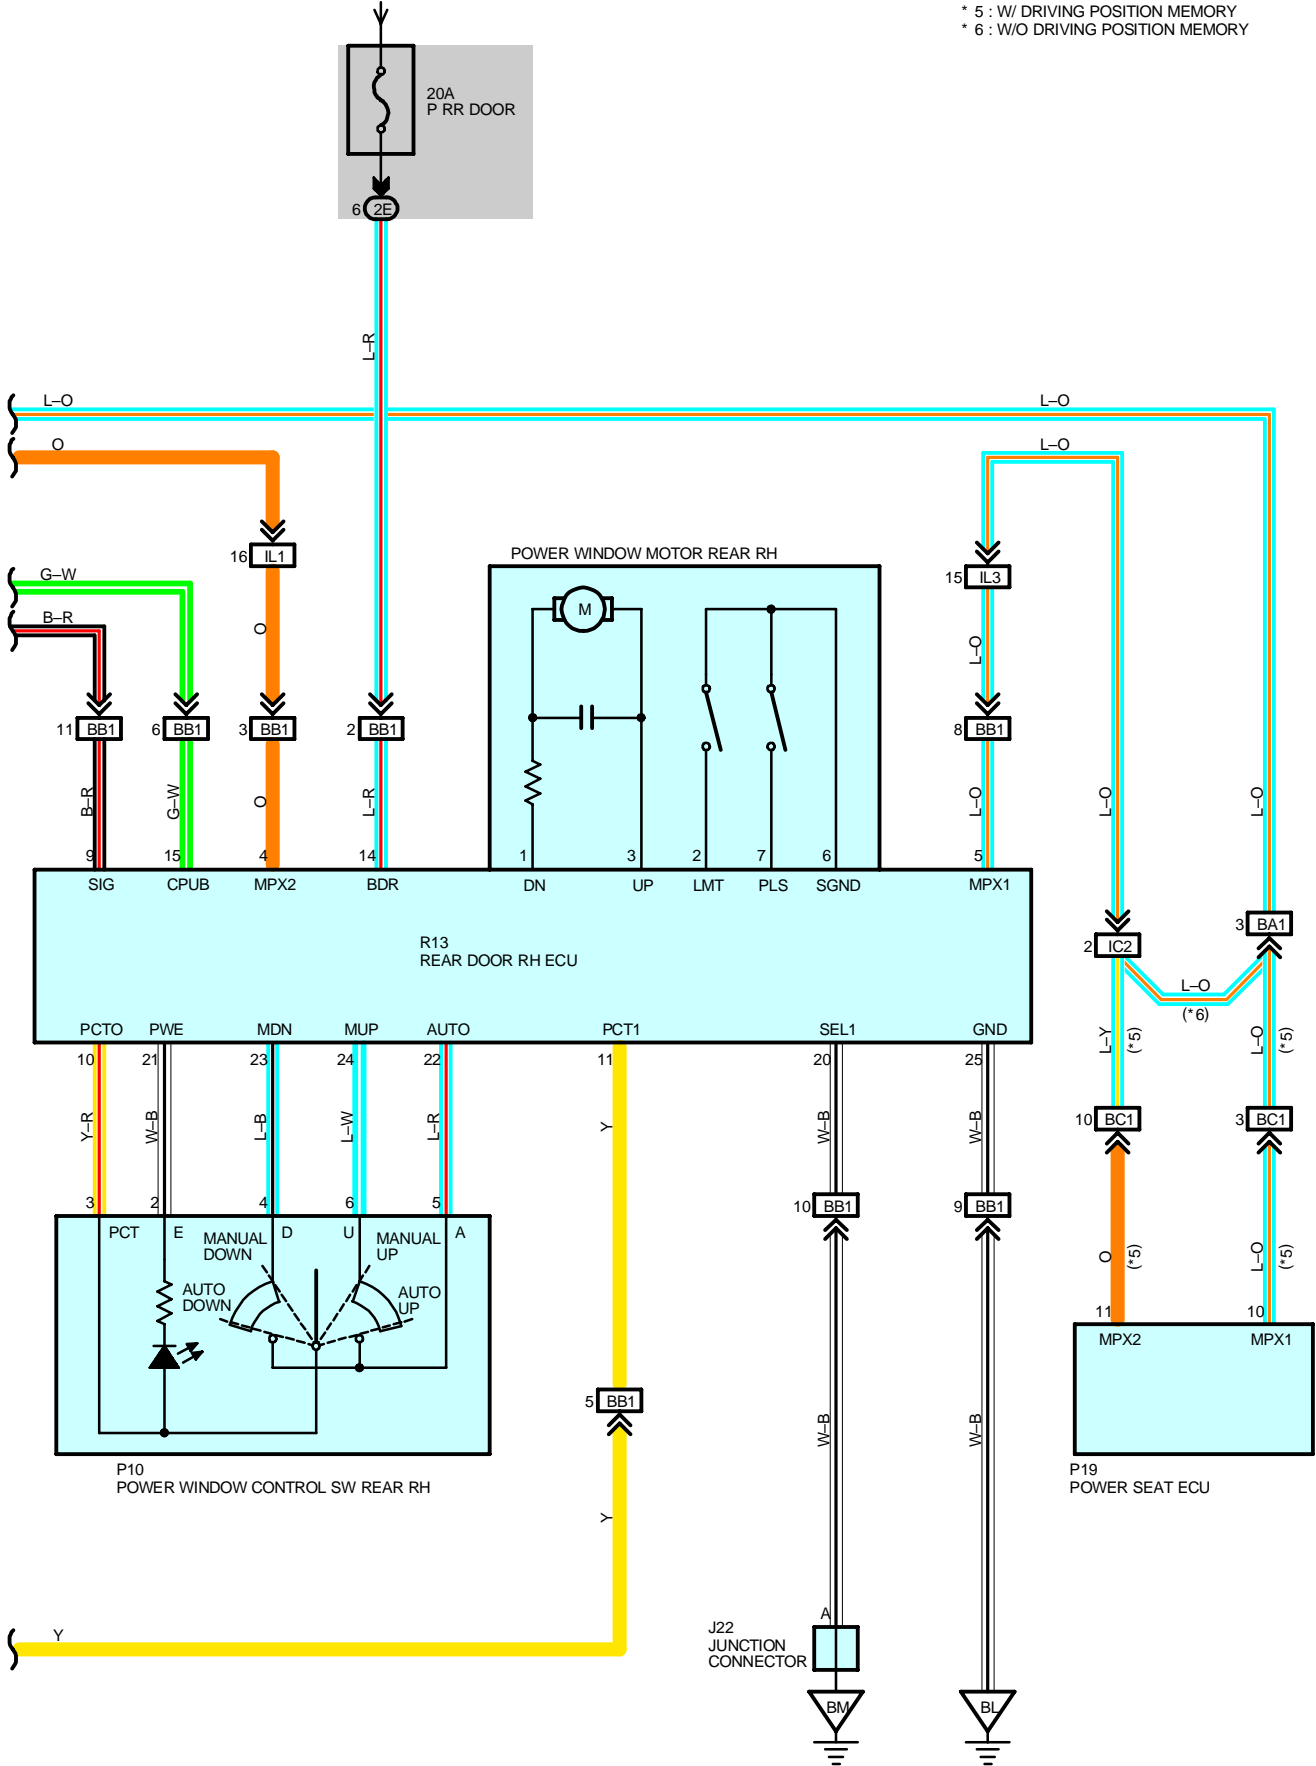 * 5 : W/ DRIVING POSITION MEMORY
* 6 : W/O DRIVING POSITION MEMORY
20A
P RR DOOR
6 2E
L–R
L–O L–O
O L–O
16 IL1
POWER WINDOW MOTOR REAR RH
G–W
15 IL3
B–R
M
O
L–O
11 BB1
6 BB1
3 BB1
2 BB1
8 BB1
B–R
G–W
O
L–R
L–O
L–O
L–O
9 15 4 14 1 3 2 7 6 5
SIG CPUB MPX2 BDR DN UP LMT PLS SGND MPX1
3 BA1
R13
REAR DOOR RH ECU
2 IC2
L–O
(*6)
PCTO PWE MDN MUP AUTO PCT1 SEL1 GND
10 21 23 24 22 11 20 25
L–Y
(*5)
L–O
(*5)
Y–R
W–B
L–B
L–W
L–R
Y
W–B
W–B
10 BC1
3 BC1
3 2 4 6 5
10 BB1
9 BB1
PCT E D U A
MANUAL
DOWN
MANUAL
UP
AUTO
DOWN
AUTO
UP
O
(*5)
L–O
(*5)
11 10
MPX2 MPX1
5 BB1
W–B
W–B
P10
POWER WINDOW CONTROL SW REAR RH
P19
POWER SEAT ECU
Y
Y
A
J22
JUNCTION
CONNECTOR
BM
BL